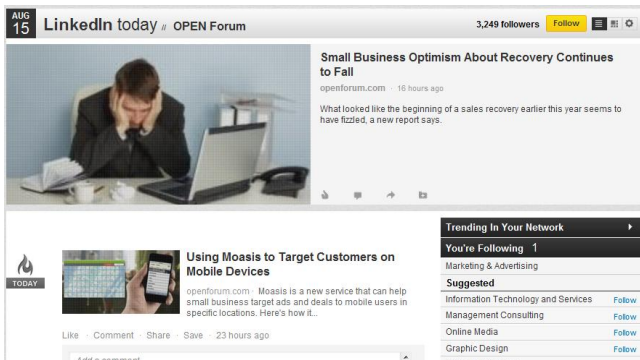 AUG
15
LinkedIn today // OPEN Forum
3,249 followers
Follow
Small Business Optimism About Recovery Continues
to Fall
openforum.com · 16 hours ago
What looked like the beginning of a sales recovery earlier this year seems to
have fizzled, a new report says.
TODAY
Using Moasis to Target Customers on
Mobile Devices
openforum.com · Moasis is a new service that can help
small business target ads and deals to mobile users in
specific locations. Here's how it...
Like · Comment · Share · Save · 23 hours ago
Add a comment
Trending In Your Network
You're Following 1
Marketing & Advertising
Suggested
Information Technology and Services Follow
Management Consulting Follow
Online Media Follow
Graphic Design Follow